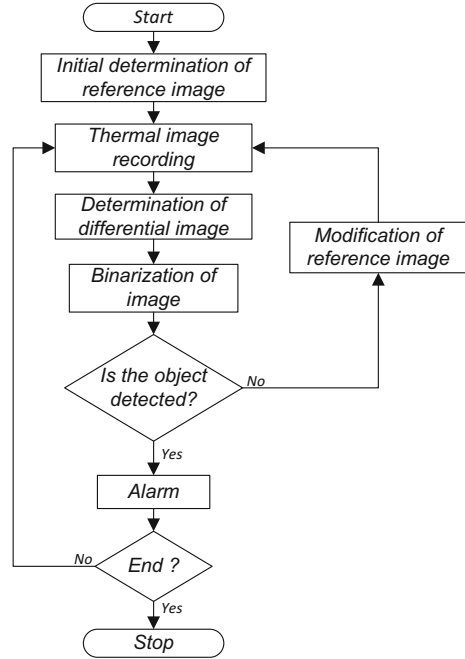 Start
Initial determination of
reference image
Thermal image
recording
Determination of
differential image
Modification of
reference image
Binarization of
image
Is the object
detected?
No
Yes
Alarm
End ?
No
Yes
Stop